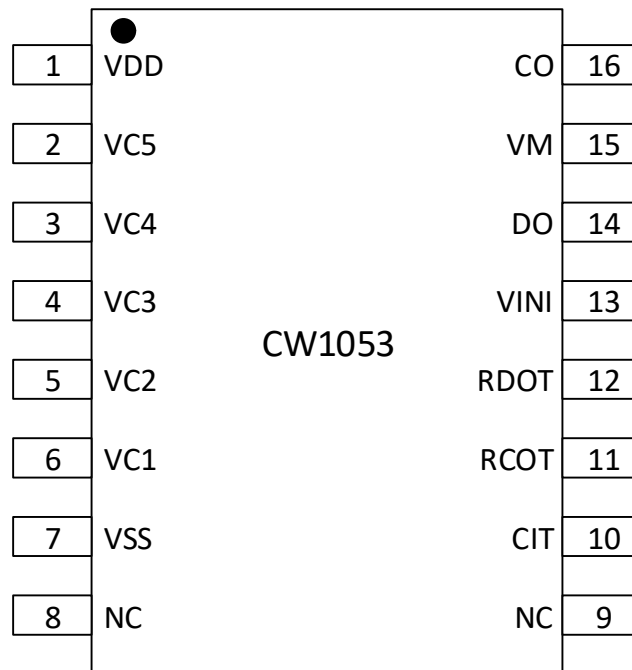 1 VDD CO 16
2 VC5 VM 15
3 VC4 DO 14
4 VC3 VINI 13
CW1053
5 VC2 RDOT 12
6 VC1 RCOT 11
7 VSS CIT 10
8 NC NC 9